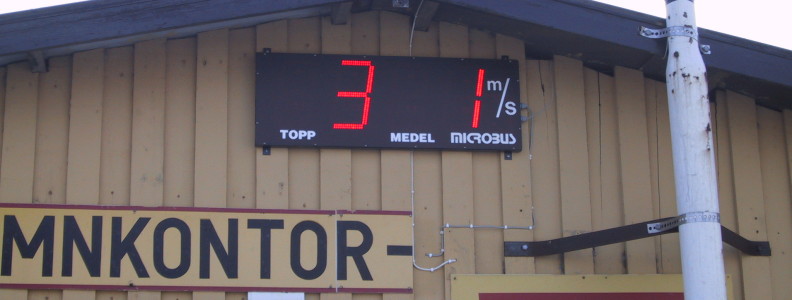 3 1 m/s
TOPP MEDEL MICROBUS
MNKONTOR-